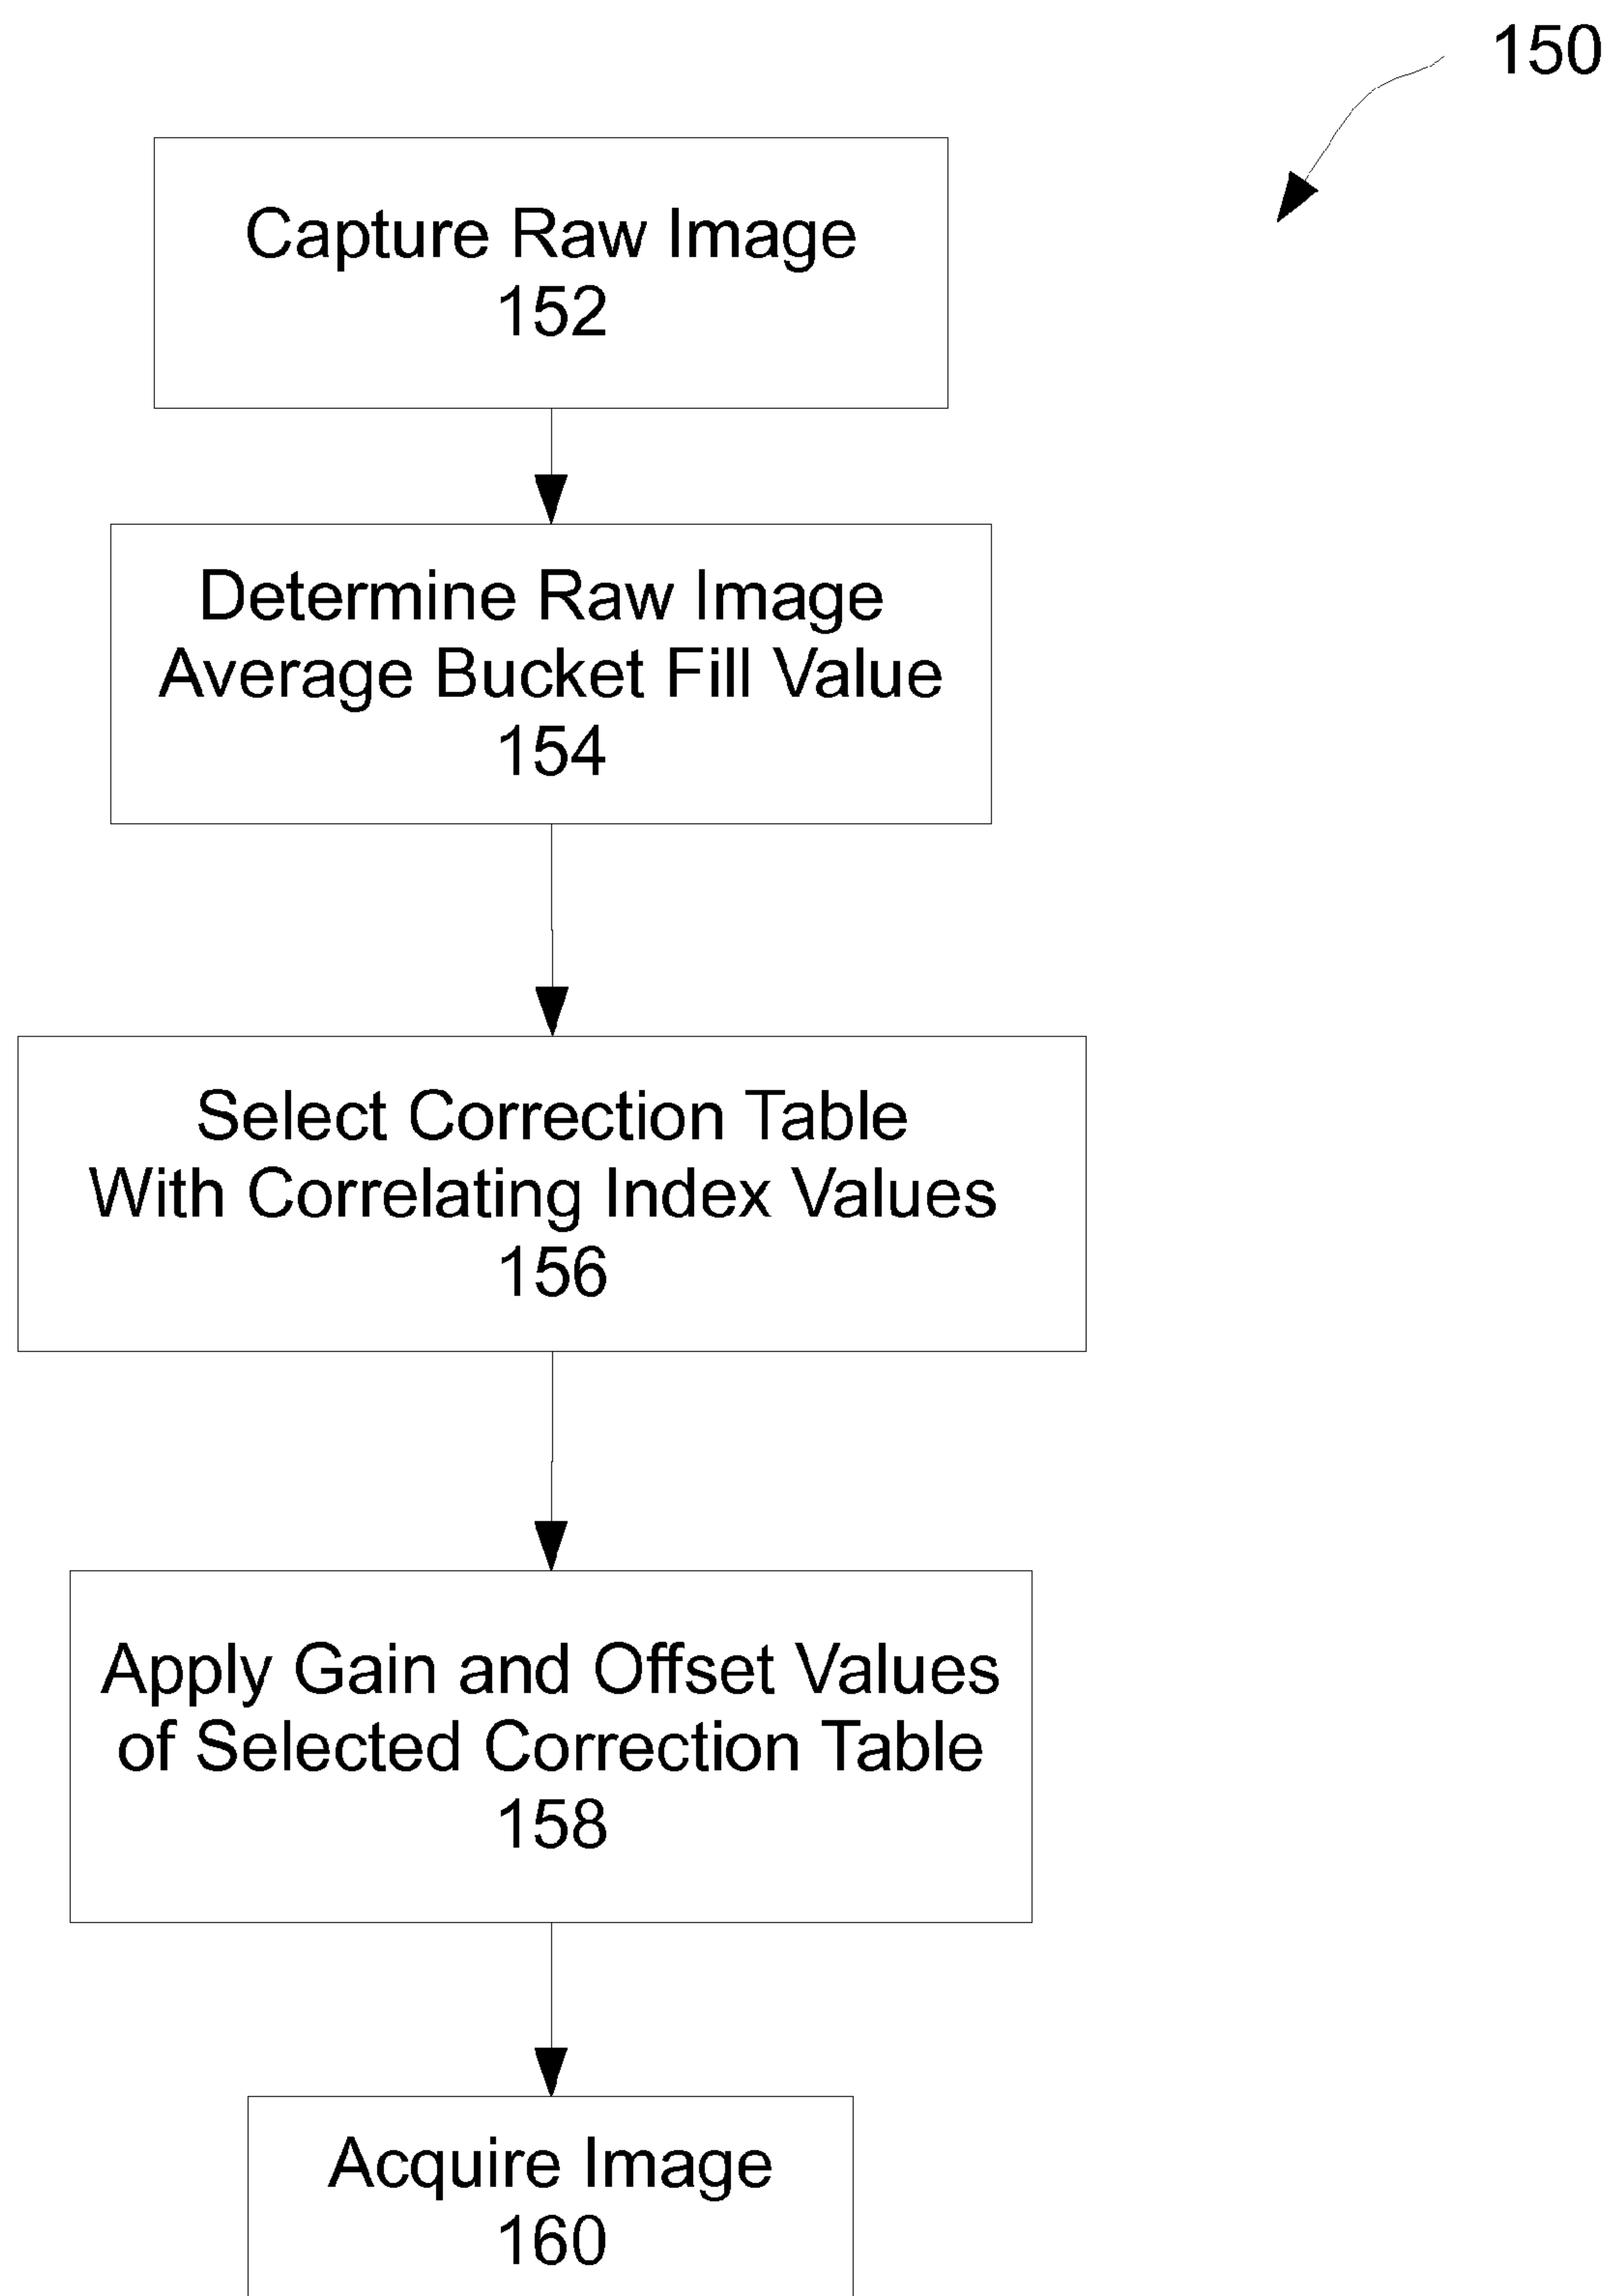 150
Capture Raw Image
152
Determine Raw Image
Average Bucket Fill Value
154
Select Correction Table
With Correlating Index Values
156
Apply Gain and Offset Values
of Selected Correction Table
158
Acquire Image
160